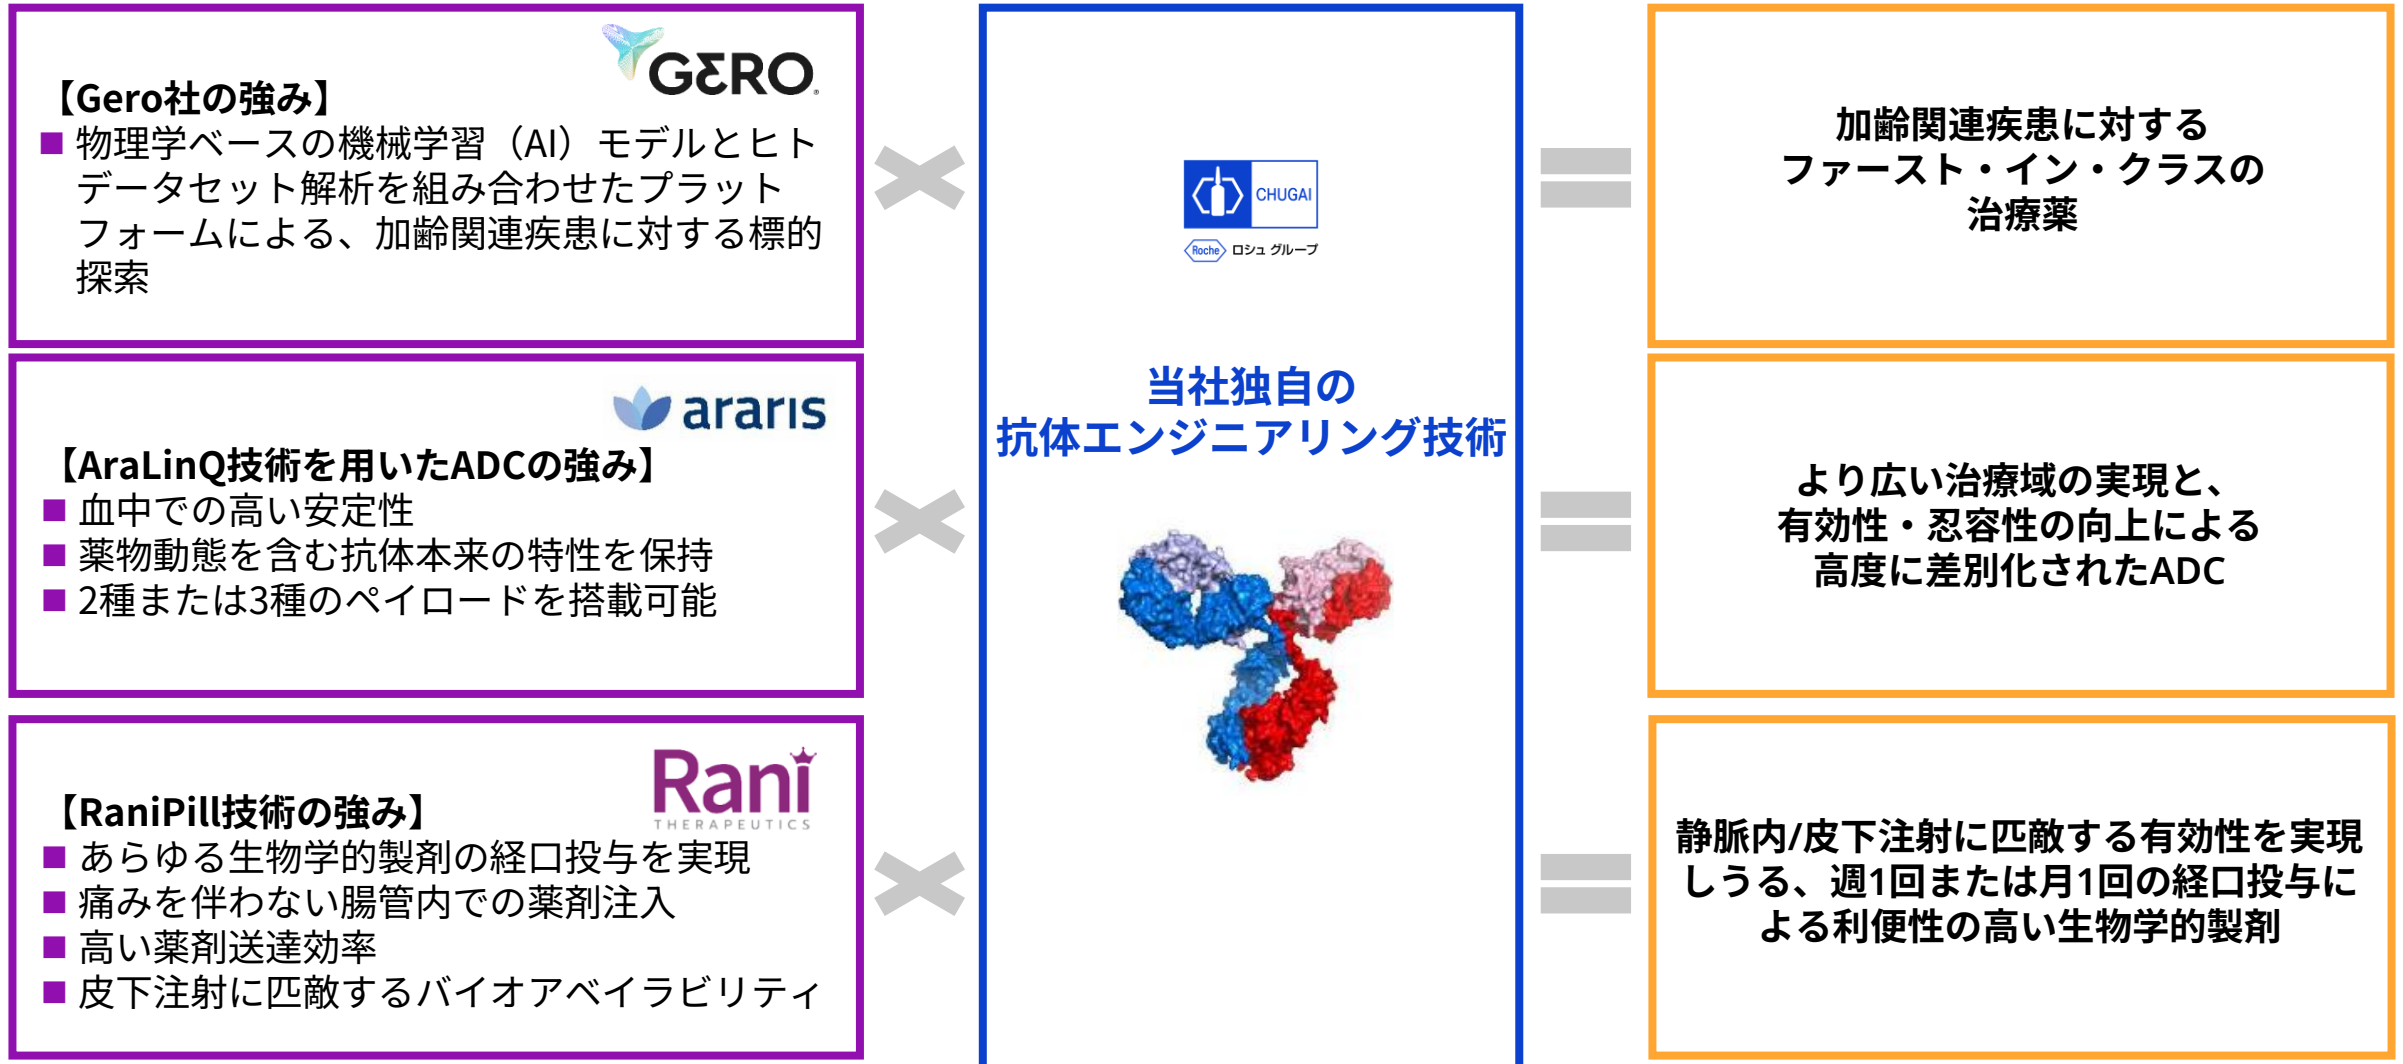 GERO
【Gero社の強み】
■ 物理学ベースの機械学習（AI）モデルとヒト
データセット解析を組み合わせたプラット
フォームによる、加齢関連疾患に対する標的
探索
araris
【AraLinQ技術を用いたADCの強み】
■ 血中での高い安定性
■ 薬物動態を含む抗体本来の特性を保持
■ 2種または3種のペイロードを搭載可能
Rani
THERAPEUTICS
【RaniPill技術の強み】
■ あらゆる生物学的製剤の経口投与を実現
■ 痛みを伴わない腸管内での薬剤注入
■ 高い薬剤送達効率
■ 皮下注射に匹敵するバイオアベイラビリティ
CHUGAI
Roche ロシュ グループ
当社独自の
抗体エンジニアリング技術
加齢関連疾患に対する
ファースト・イン・クラスの
治療薬
より広い治療域の実現と、
有効性・忍容性の向上による
高度に差別化されたADC
静脈内/皮下注射に匹敵する有効性を実現
しうる、週1回または月1回の経口投与に
よる利便性の高い生物学的製剤